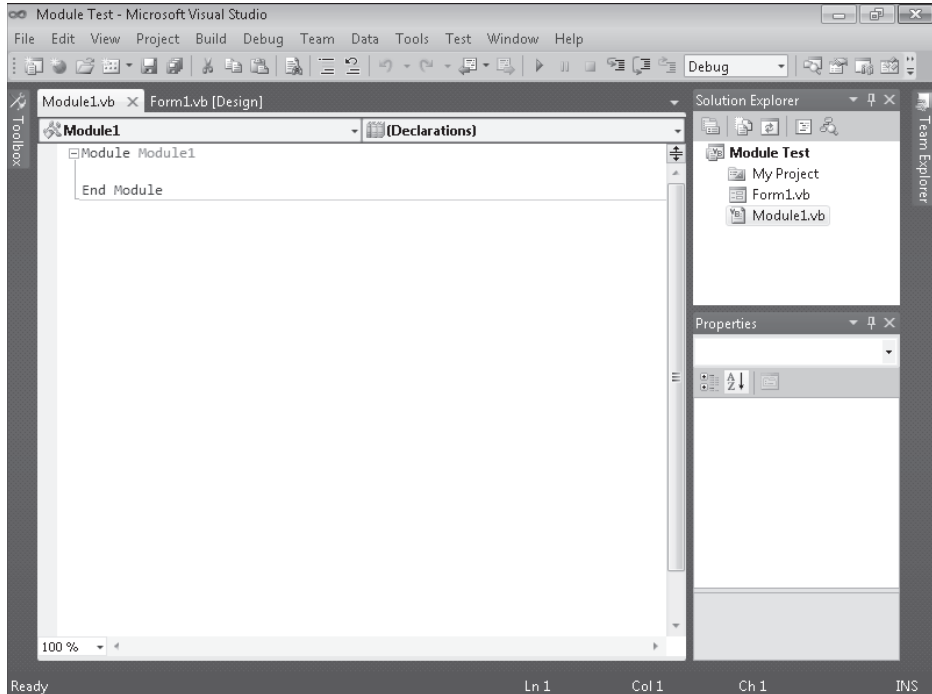 Module Test - Microsoft Visual Studio
File Edit View Project Build Debug Team Data Tools Test Window Help
Debug
Toolbox
Module1.vb Form1.vb [Design]
Module1 (Declarations)
Module Module1
End Module
100 %
Solution Explorer
Module Test
My Project
Form1.vb
Module1.vb
Properties
Team Explorer
Ready Ln 1 Col 1 Ch 1 INS